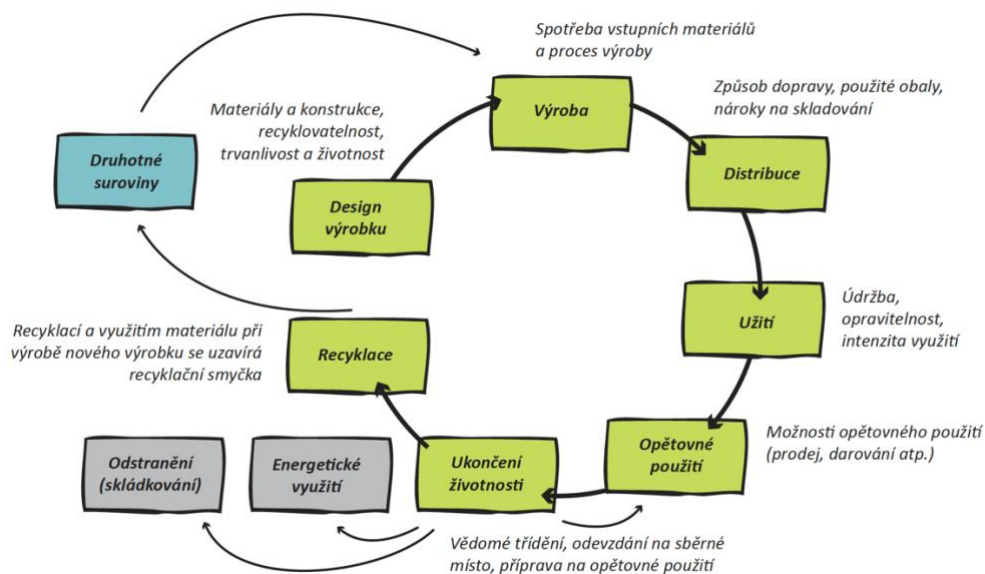 Spotřeba vstupních materiálů
a proces výroby
Výroba
Způsob dopravy, použité obaly,
nároky na skladování
Materiály a konstrukce,
recyklovatelnost,
trvanlivost a životnost
Druhotné
suroviny
Distribuce
Design
výrobku
Údržba,
opravitelnost,
intenzita využití
Užití
Recyklací a využitím materiálu při
výrobě nového výrobku se uzavírá
recyklační smyčka
Recyklace
Možnosti opětovného použití
(prodej, darování atp.)
Opětovné
použití
Ukončení
životnosti
Energetické
využití
Odstranění
(skládkování)
Vědomé třídění, odevzdání na sběrné
místo, příprava na opětovné použití